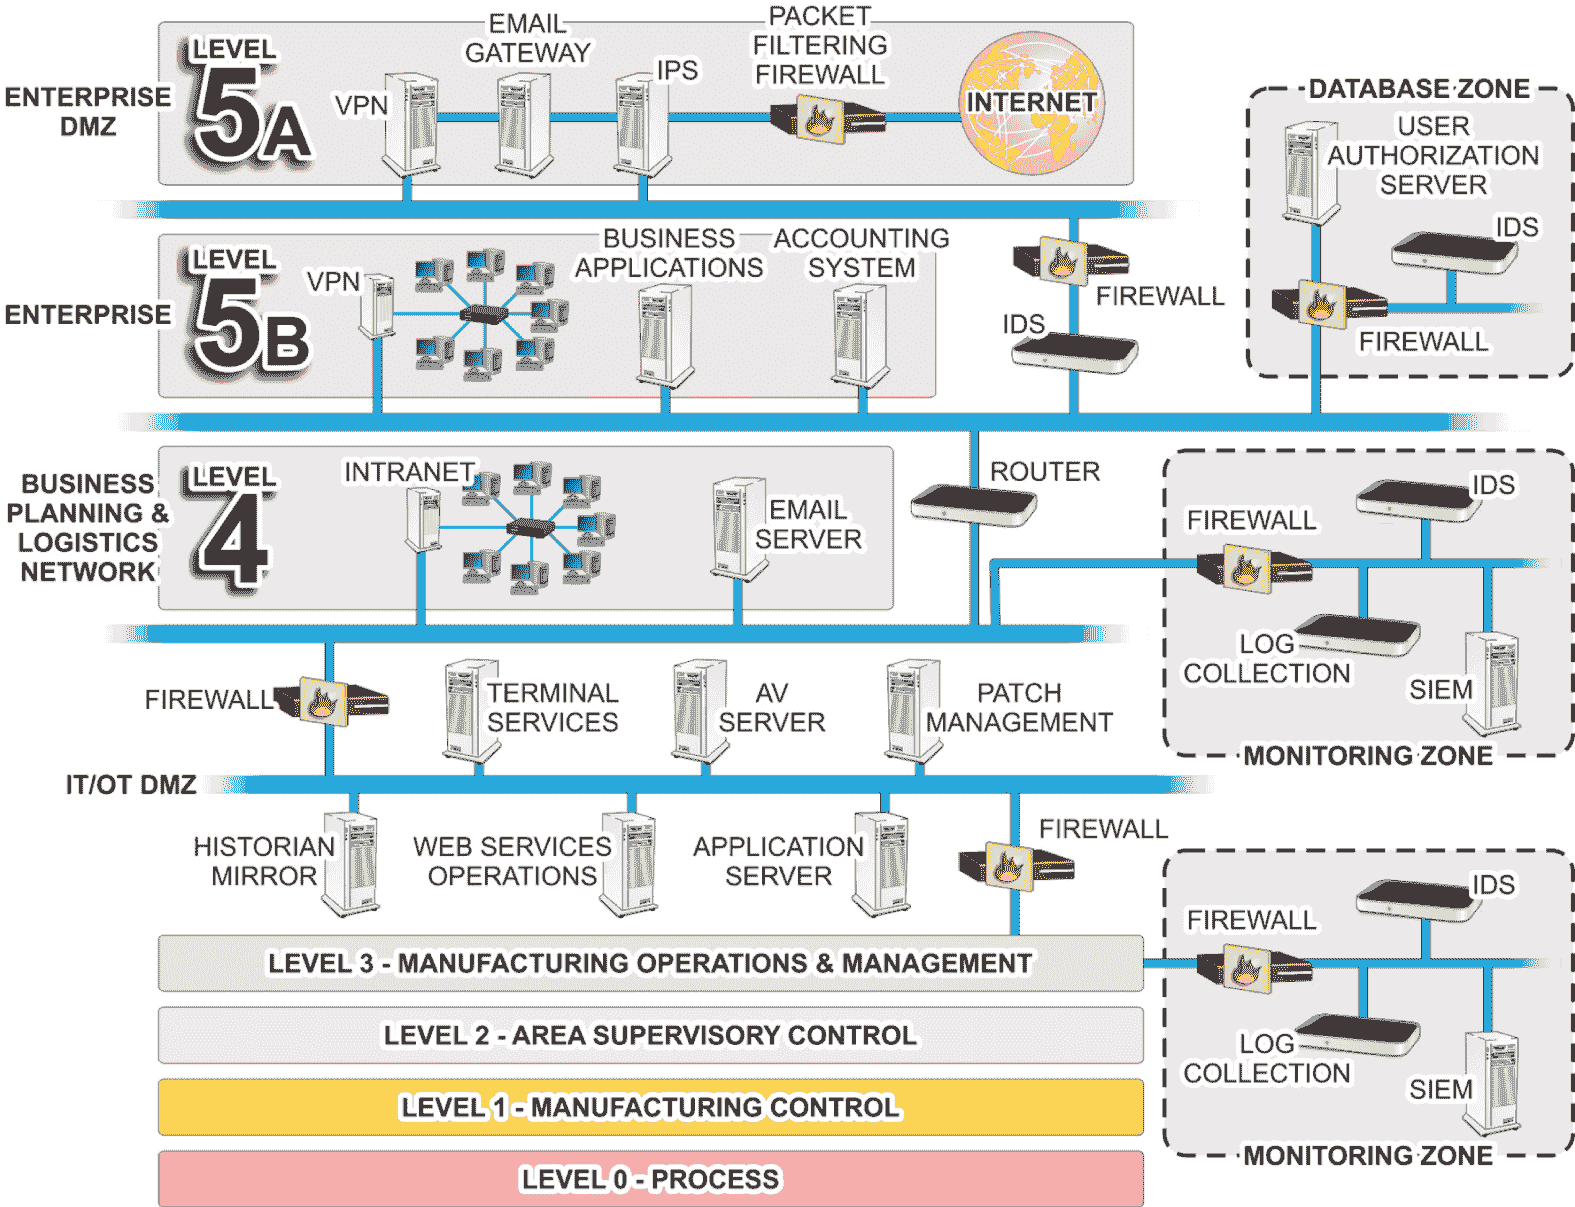 ENTERPRISE
DMZ
LEVEL
5A
VPN
EMAIL
GATEWAY
IPS
PACKET
FILTERING
FIREWALL
INTERNET
DATABASE ZONE
USER
AUTHORIZATION
SERVER
IDS
FIREWALL
ENTERPRISE
LEVEL
5B
VPN
BUSINESS
APPLICATIONS
ACCOUNTING
SYSTEM
FIREWALL
IDS
BUSINESS
PLANNING &
LOGISTICS
NETWORK
LEVEL
4
INTRANET
EMAIL
SERVER
ROUTER
IDS
FIREWALL
LOG
COLLECTION
SIEM
MONITORING ZONE
FIREWALL
TERMINAL
SERVICES
AV
SERVER
PATCH
MANAGEMENT
IT/OT DMZ
HISTORIAN
MIRROR
WEB SERVICES
OPERATIONS
APPLICATION
SERVER
FIREWALL
IDS
FIREWALL
LOG
COLLECTION
SIEM
MONITORING ZONE
LEVEL 3 - MANUFACTURING OPERATIONS & MANAGEMENT
LEVEL 2 - AREA SUPERVISORY CONTROL
LEVEL 1 - MANUFACTURING CONTROL
LEVEL 0 - PROCESS